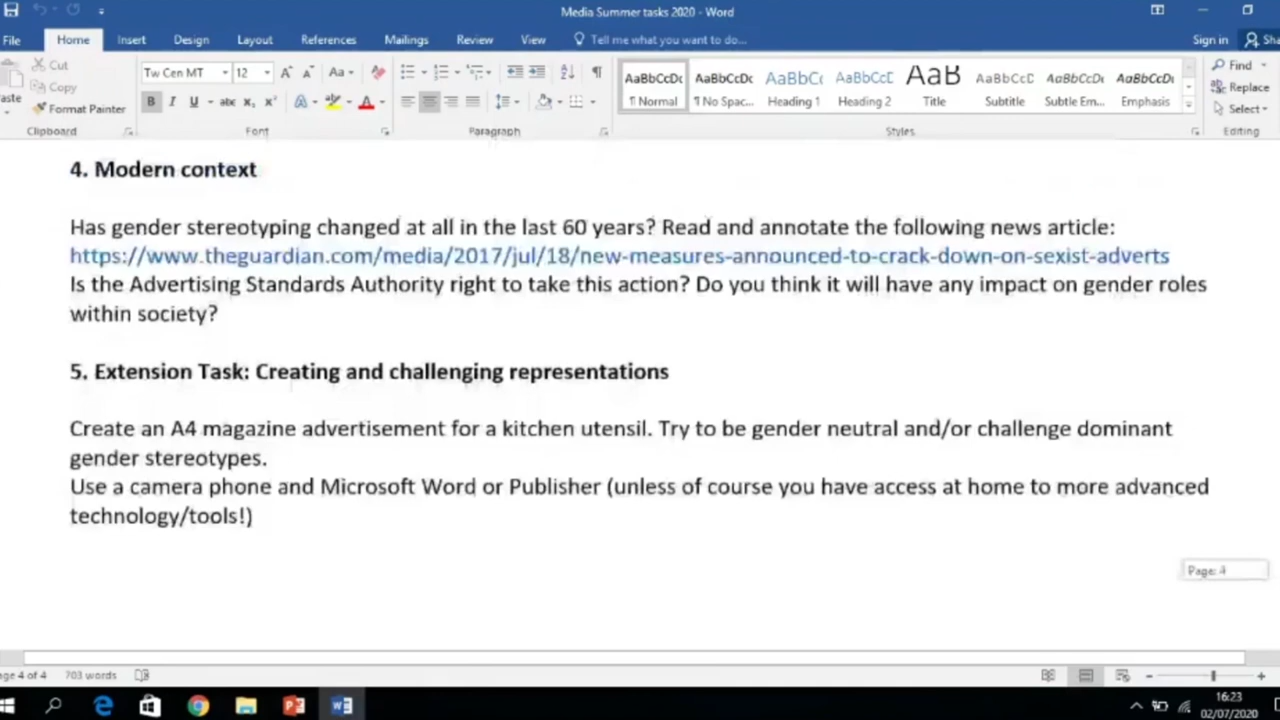 Media Summer tasks 2020 - Word
File Home Insert Design Layout References Mailings Review View Tell me what you want to do... Sign in
Cut
Copy
Format Painter
Clipboard
Tw Cen MT 12
Font
Paragraph
AaBbCcDc AaBbCcDc AaBbC( AaBbCcD AaB AaBbCcD AaBbCcDc AaBbCcDc
¶ Normal ¶ No Spac... Heading 1 Heading 2 Title Subtitle Subtle Em... Emphasis
Styles
Find
Replace
Select
Editing
4. Modern context
Has gender stereotyping changed at all in the last 60 years? Read and annotate the following news article:
https://www.theguardian.com/media/2017/jul/18/new-measures-announced-to-crack-down-on-sexist-adverts
Is the Advertising Standards Authority right to take this action? Do you think it will have any impact on gender roles
within society?
5. Extension Task: Creating and challenging representations
Create an A4 magazine advertisement for a kitchen utensil. Try to be gender neutral and/or challenge dominant
gender stereotypes.
Use a camera phone and Microsoft Word or Publisher (unless of course you have access at home to more advanced
technology/tools!)
Page: 4
age 4 of 4 703 words
16:23
02/07/2020